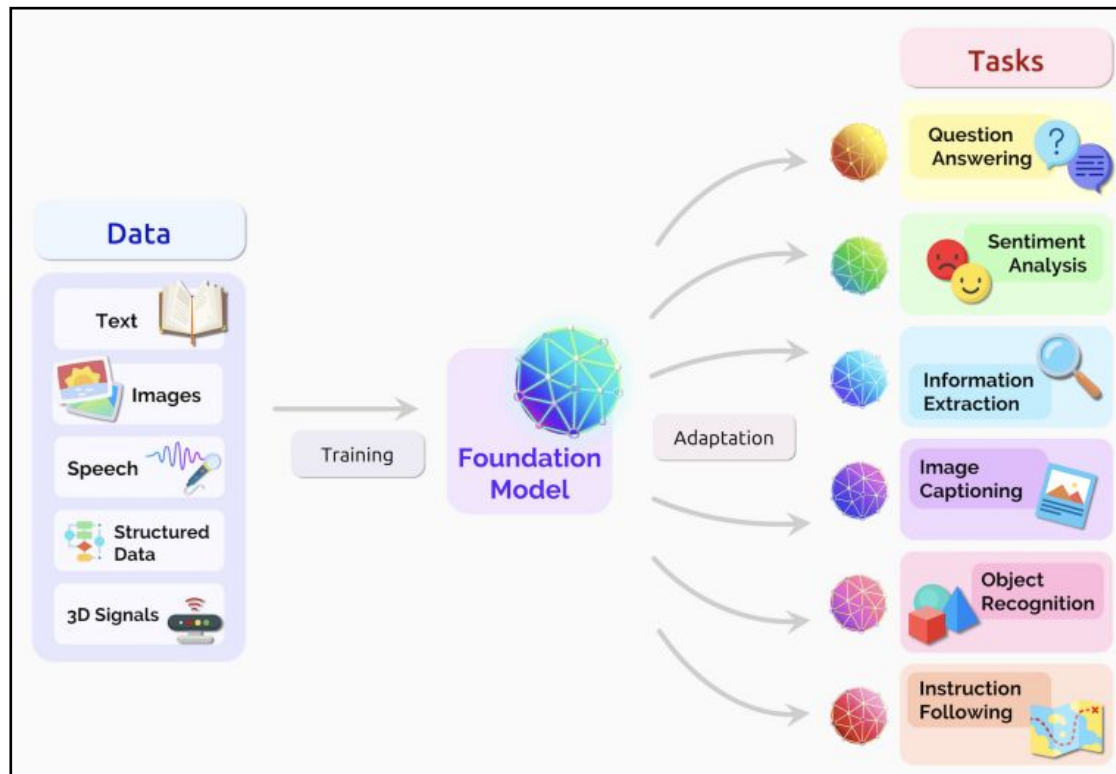 Data
Text
Images
Speech
Structured
Data
3D Signals
Training
Foundation
Model
Adaptation
Tasks
Question
Answering
?
Sentiment
Analysis
Information
Extraction
Image
Captioning
Object
Recognition
Instruction
Following